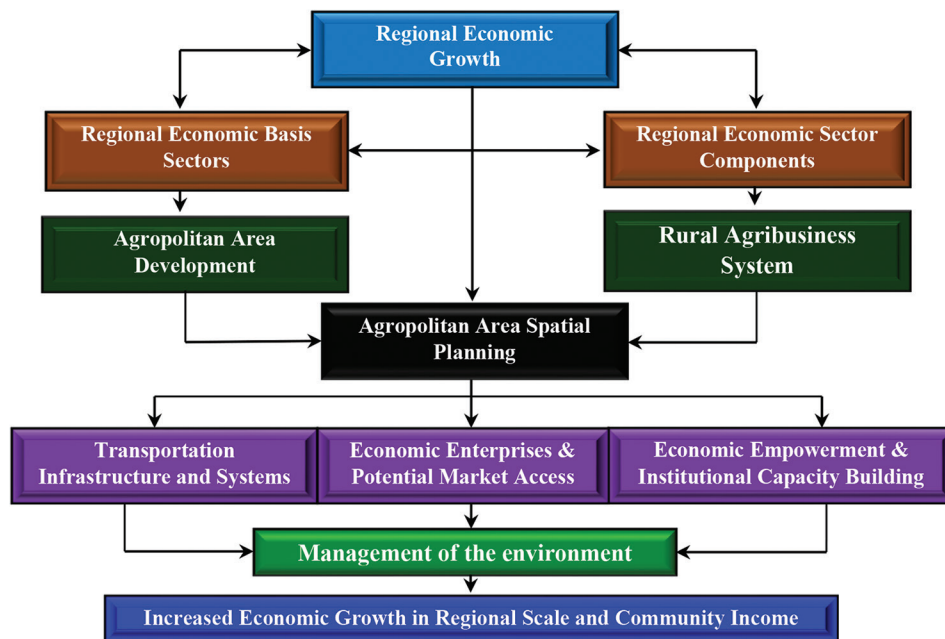 Regional Economic
Growth
Regional Economic Basis
Sectors
Regional Economic Sector
Components
Agropolitan Area
Development
Rural Agribusiness
System
Agropolitan Area Spatial
Planning
Transportation
Infrastructure and Systems
Economic Enterprises &
Potential Market Access
Economic Empowerment &
Institutional Capacity Building
Management of the environment
Increased Economic Growth in Regional Scale and Community Income